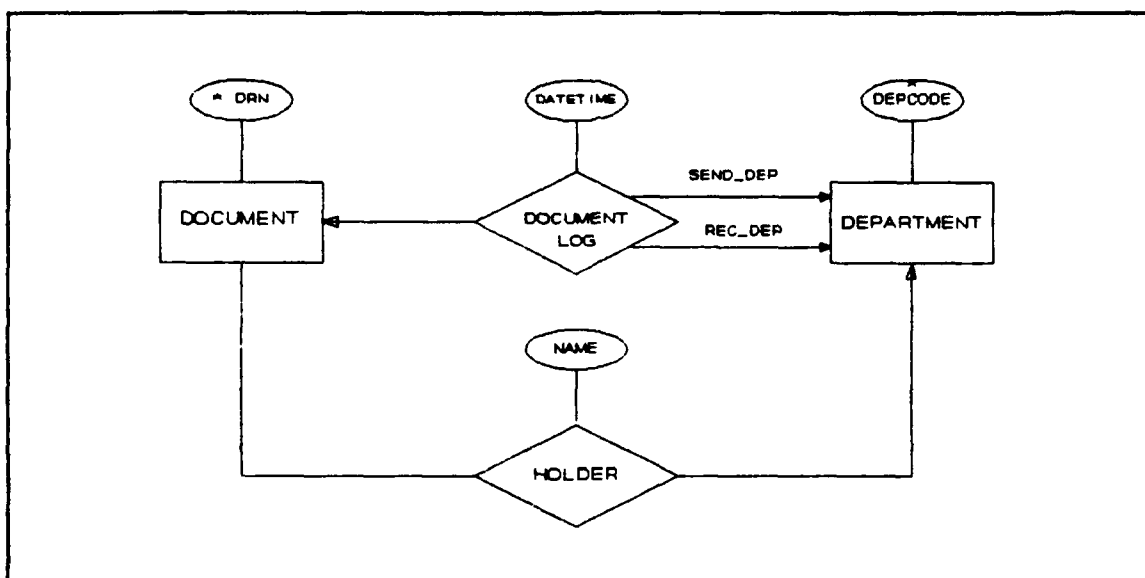 * DRN
DATETIME
*
DEPCODE
SEND_DEP
DOCUMENT
DOCUMENT
LOG
DEPARTMENT
REC_DEP
NAME
HOLDER